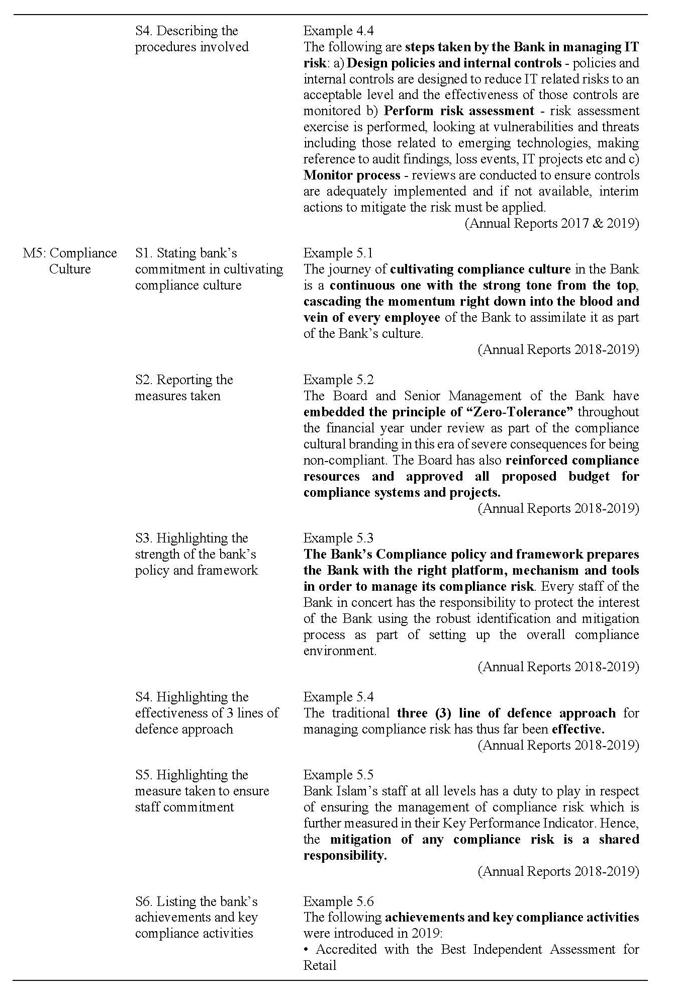 S4. Describing the
procedures involved
Example 4.4
The following are steps taken by the Bank in managing IT
risk: a) Design policies and internal controls - policies and
internal controls are designed to reduce IT related risks to an
acceptable level and the effectiveness of those controls are
monitored b) Perform risk assessment - risk assessment
exercise is performed, looking at vulnerabilities and threats
including those related to emerging technologies, making
reference to audit findings, loss events, IT projects etc and c)
Monitor process - reviews are conducted to ensure controls
are adequately implemented and if not available, interim
actions to mitigate the risk must be applied.
(Annual Reports 2017 & 2019)
M5: Compliance
Culture
S1. Stating bank’s
commitment in cultivating
compliance culture
Example 5.1
The journey of cultivating compliance culture in the Bank
is a continuous one with the strong tone from the top,
cascading the momentum right down into the blood and
vein of every employee of the Bank to assimilate it as part
of the Bank’s culture.
(Annual Reports 2018-2019)
S2. Reporting the
measures taken
Example 5.2
The Board and Senior Management of the Bank have
embedded the principle of “Zero-Tolerance” throughout
the financial year under review as part of the compliance
cultural branding in this era of severe consequences for being
non-compliant. The Board has also reinforced compliance
resources and approved all proposed budget for
compliance systems and projects.
(Annual Reports 2018-2019)
S3. Highlighting the
strength of the bank’s
policy and framework
Example 5.3
The Bank’s Compliance policy and framework prepares
the Bank with the right platform, mechanism and tools
in order to manage its compliance risk. Every staff of the
Bank in concert has the responsibility to protect the interest
of the Bank using the robust identification and mitigation
process as part of setting up the overall compliance
environment.
(Annual Reports 2018-2019)
S4. Highlighting the
effectiveness of 3 lines of
defence approach
Example 5.4
The traditional three (3) line of defence approach for
managing compliance risk has thus far been effective.
(Annual Reports 2018-2019)
S5. Highlighting the
measure taken to ensure
staff commitment
Example 5.5
Bank Islam’s staff at all levels has a duty to play in respect
of ensuring the management of compliance risk which is
further measured in their Key Performance Indicator. Hence,
the mitigation of any compliance risk is a shared
responsibility.
(Annual Reports 2018-2019)
S6. Listing the bank’s
achievements and key
compliance activities
Example 5.6
The following achievements and key compliance activities
were introduced in 2019:
• Accredited with the Best Independent Assessment for
Retail